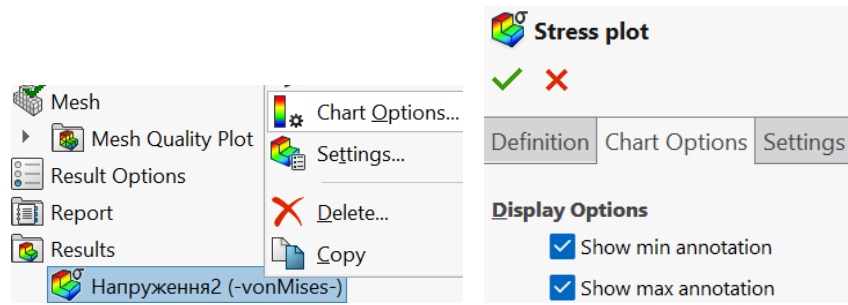 Mesh
Mesh Quality Plot
Result Options
Report
Results
Напруження2 (-vonMises-)
Chart Options...
Settings...
Delete...
Copy
Stress plot
Definition Chart Options Settings
Display Options
Show min annotation
Show max annotation